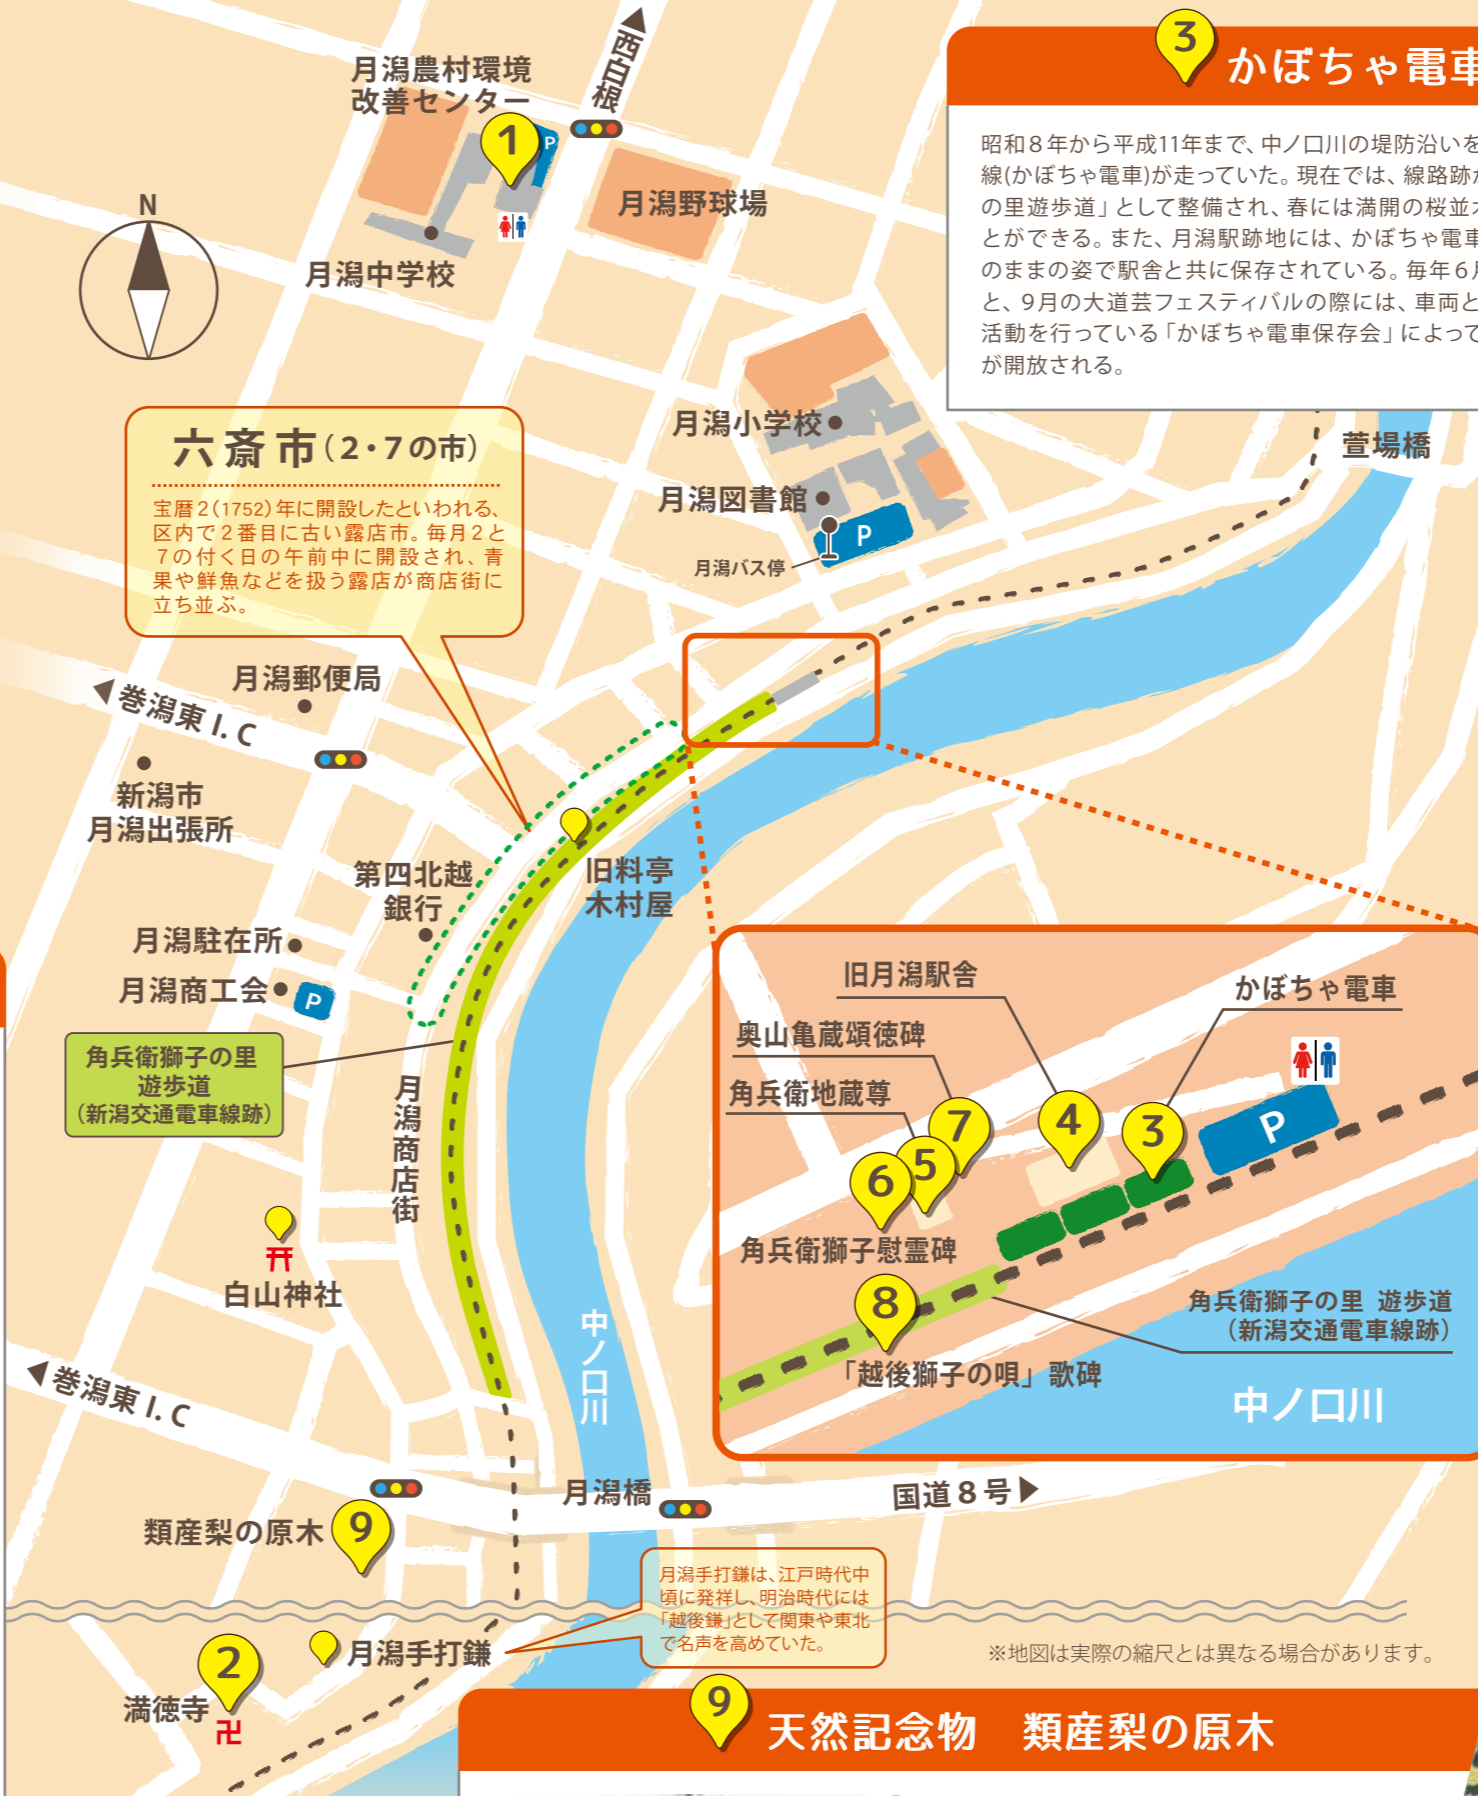 西白根
月潟農村環境
改善センター
1
P
月潟野球場
月潟中学校
N
3
かぼちゃ電車
昭和8年から平成11年まで、中ノ口川の堤防沿いを
線(かぼちゃ電車)が走っていた。現在では、線路跡が
の里遊歩道」として整備され、春には満開の桜並木
とができる。また、月潟駅跡地には、かぼちゃ電車
のままの姿で駅舎と共に保存されている。毎年6月
と、9月の大道芸フェスティバルの際には、車両と
活動を行っている「かぼちゃ電車保存会」によって
が開放される。
六斎市(2・7の市)
宝暦2(1752)年に開設したといわれる、
区内で2番目に古い露店市。毎月2と
7の付く日の午前中に開設され、青
果や鮮魚などを扱う露店が商店街に
立ち並ぶ。
月潟小学校
月潟図書館
P
月潟バス停
萱場橋
月潟郵便局
巻潟東I.C
新潟市
月潟出張所
第四北越
銀行
旧料亭
木村屋
月潟駐在所
月潟商工会
P
角兵衛獅子の里
遊歩道
(新潟交通電車線跡)
月潟商店街
旧月潟駅舎
かぼちゃ電車
奥山亀蔵頌徳碑
角兵衛地蔵尊
7
4
3
P
5
6
角兵衛獅子慰霊碑
8
角兵衛獅子の里 遊歩道
(新潟交通電車線跡)
「越後獅子の唄」歌碑
中ノ口川
白山神社
中ノ口川
巻潟東I.C
月潟橋
国道8号
類産梨の原木
9
月潟手打鎌は、江戸時代中
頃に発祥し、明治時代には
「越後鎌」として関東や東北
で名声を高めていた。
月潟手打鎌
2
満徳寺
卍
※地図は実際の縮尺とは異なる場合があります。
9
天然記念物 類産梨の原木